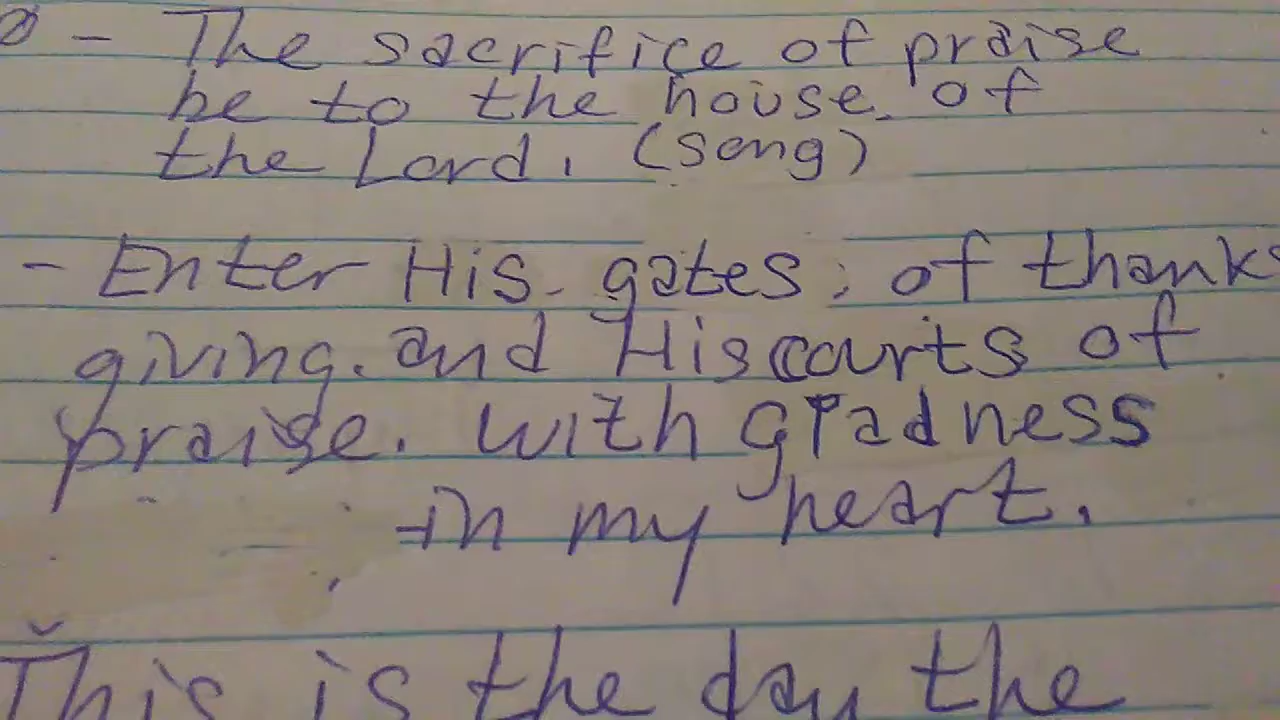 - The sacrifice of praise
be to the house of
the Lord. (song)
- Enter His gates; of thanks
giving. and His courts of
praise. with gladness
in my heart.
This is the day the